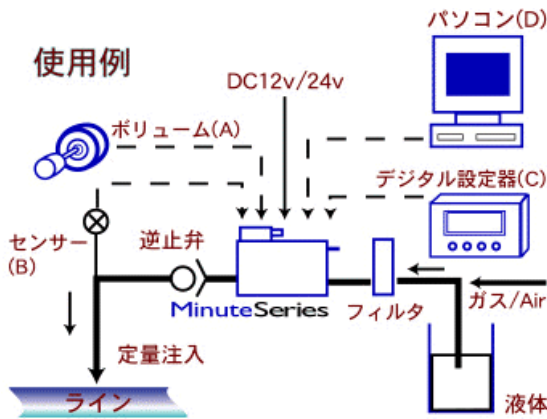 使用例
パソコン(D)
DC12v/24v
ボリューム(A)
デジタル設定器(C)
センサー
(B)
逆止弁
MinuteSeries
フィルタ
ガス/Air
定量注入
ライン
液体